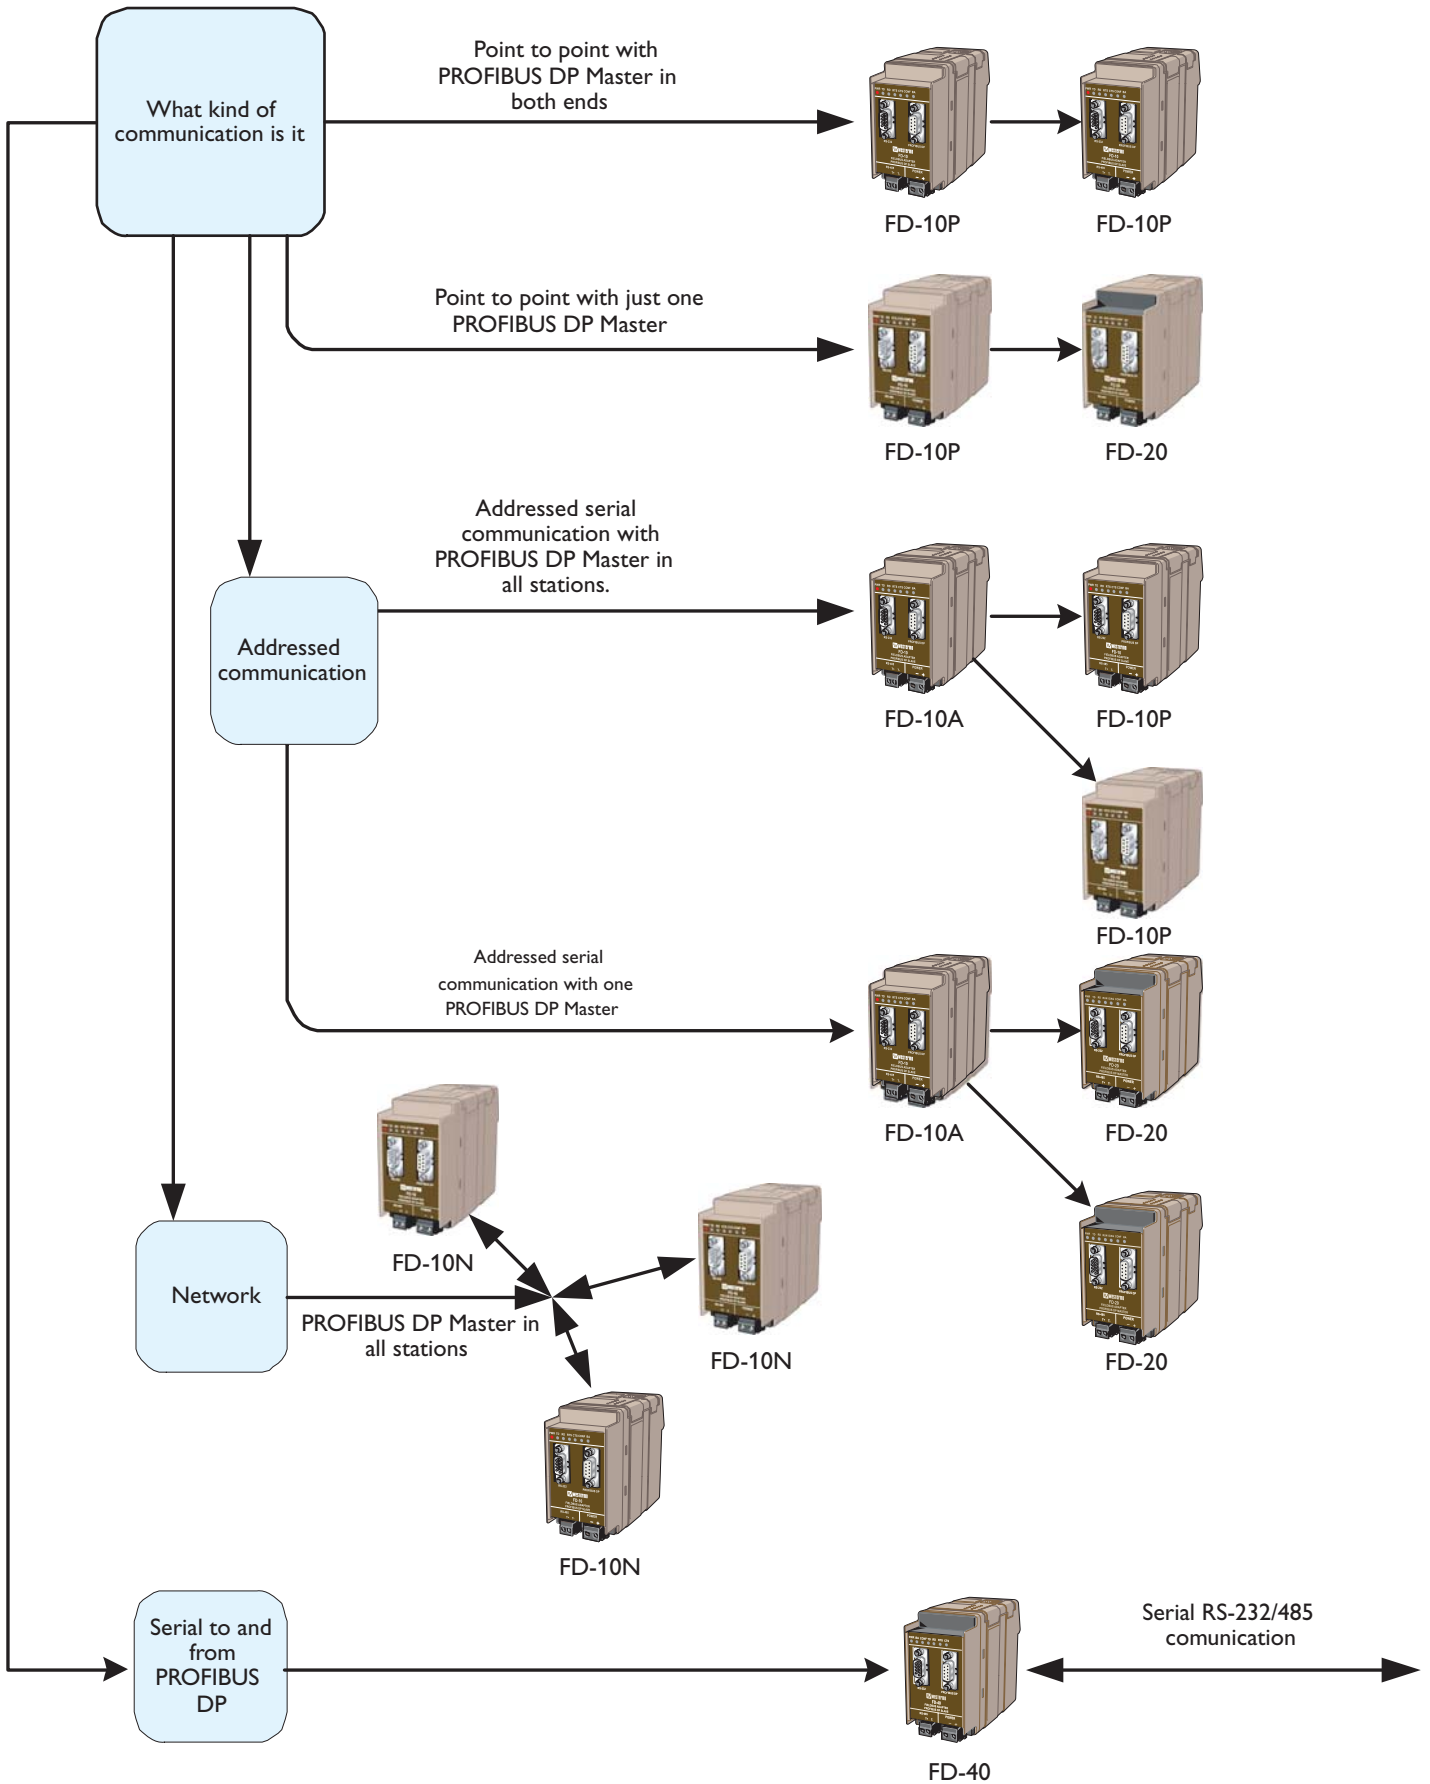 What kind of
communication is it
Point to point with
PROFIBUS DP Master in
both ends
FD-10P
FD-10P
Point to point with just one
PROFIBUS DP Master
FD-10P
FD-20
Addressed serial
communication with
PROFIBUS DP Master in
all stations.
Addressed
communication
FD-10A
FD-10P
FD-10P
Addressed serial
communication with one
PROFIBUS DP Master
FD-10A
FD-20
FD-20
Network
PROFIBUS DP Master in
all stations
FD-10N
FD-10N
FD-10N
Serial to and
from
PROFIBUS
DP
FD-40
Serial RS-232/485
comunication